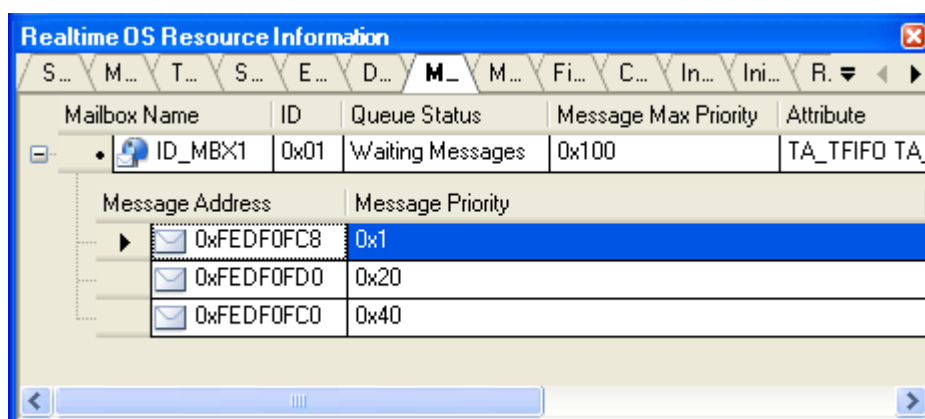 Realtime OS Resource Information
S... M... T... S... E... D... M... M... Fi... C... In... Ini... R.
Mailbox Name ID Queue Status Message Max Priority Attribute
ID_MBX1 0x01 Waiting Messages 0x100 TA_TFIFO TA_
Message Address Message Priority
0xFEDF0FC8 0x1
0xFEDF0FD0 0x20
0xFEDF0FC0 0x40